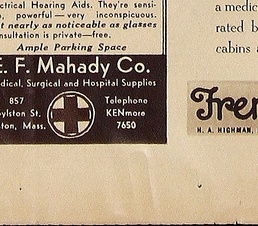 ctrical Hearing Aids. They're sensi-
, powerful — very inconspicuous.
t nearly as noticeable as glasses
nsultation is private—free.
Ample Parking Space
E. F. Mahady Co.
dical, Surgical and Hospital Supplies
857
ylston St.
ton, Mass.
Telephone
KENmore
7650
a medic
rated b
cabins a
Fre
H. A. HIGHMAN,